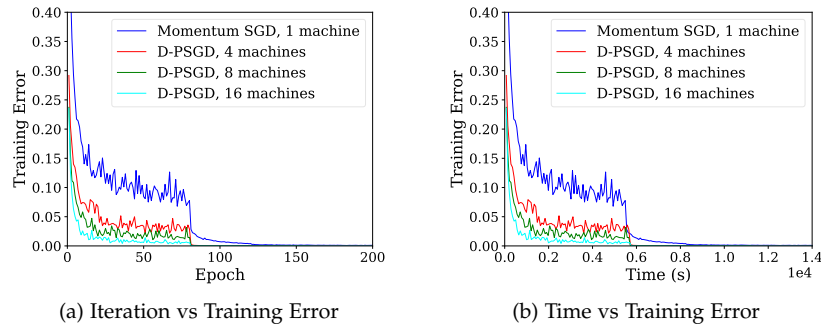 0.40
0.35
0.30
0.25
0.20
0.15
0.10
0.05
0.00
Training Error
Momentum SGD, 1 machine
D-PSGD, 4 machines
D-PSGD, 8 machines
D-PSGD, 16 machines
0 40 80 120 160 200
Epoch
(a) Iteration vs Training Error
0.40
0.35
0.30
0.25
0.20
0.15
0.10
0.05
0.00
Training Error
Momentum SGD, 1 machine
D-PSGD, 4 machines
D-PSGD, 8 machines
D-PSGD, 16 machines
0.0 0.2 0.4 0.6 0.8 1.0 1.2 1.4
1e4
Time (s)
(b) Time vs Training Error